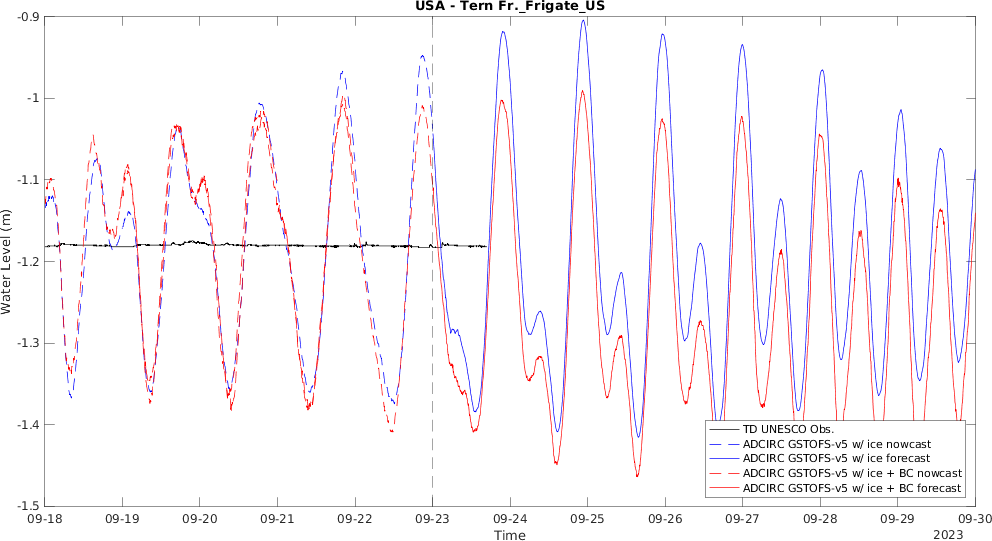 USA - Tern Fr._Frigate_US
-0.9
-1
-1.1
-1.2
-1.3
-1.4
-1.5
Water Level (m)
TD UNESCO Obs.
ADCIRC GSTOFS-v5 w/ ice nowcast
ADCIRC GSTOFS-v5 w/ ice forecast
ADCIRC GSTOFS-v5 w/ ice + BC nowcast
ADCIRC GSTOFS-v5 w/ ice + BC forecast
09-18 09-19 09-20 09-21 09-22 09-23 09-24 09-25 09-26 09-27 09-28 09-29 09-30
Time
2023